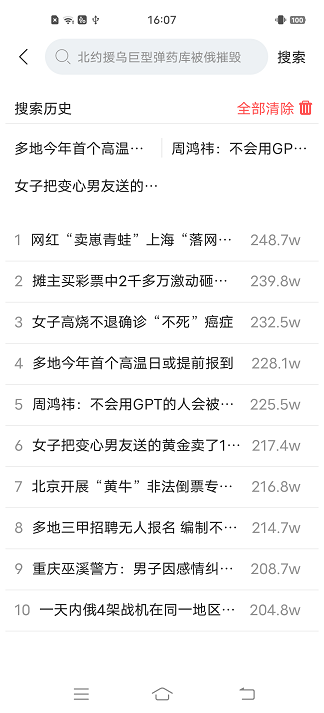 16:07
100
北约援乌巨型弹药库被俄摧毁 搜索
搜索历史 全部清除
多地今年首个高温… 周鸿祎：不会用GP…
女子把变心男友送的…
1 网红“卖崽青蛙”上海“落网… 248.7w
2 摊主买彩票中2千多万激动砸… 239.8w
3 女子高烧不退确诊“不死”癌症 232.5w
4 多地今年首个高温日或提前报到 228.1w
5 周鸿祎：不会用GPT的人会被… 225.5w
6 女子把变心男友送的黄金卖了1… 217.4w
7 北京开展“黄牛”非法倒票专… 216.8w
8 多地三甲招聘无人报名 编制不… 214.7w
9 重庆巫溪警方：男子因感情纠… 208.7w
10 一天内俄4架战机在同一地区… 204.8w